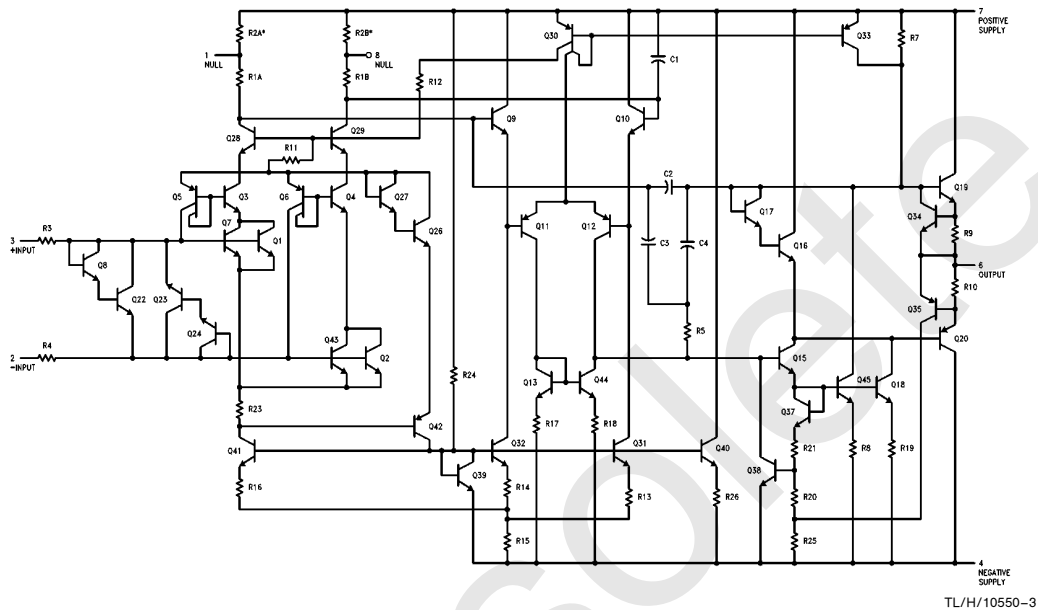 R2A* R2B* Q30 Q33 R7 7
POSITIVE
SUPPLY
1
NULL
8
NULL
R1A R1B R12 C1
Q28 Q29 Q9 Q10
R11
Q5 Q3 Q6 Q4 Q27 C2 Q19
Q7 Q1 Q26 Q11 Q12 C3 C4 Q17 Q16 Q34 R9
3
+INPUT
R3
Q8 Q22 Q23 Q24
6
OUTPUT
R10
Q35
Q20
2
-INPUT
R4
Q43 Q2 R24 R5 Q15
Q13 Q44 Q45 Q18
R23 Q42 R17 R18 Q37
Q41 Q32 Q31 Q40 R21 R8 R19
Q39 Q38
R16 R14 R13 R26 R20
R15 R25
4
NEGATIVE
SUPPLY
TL/H/10550-3
solete